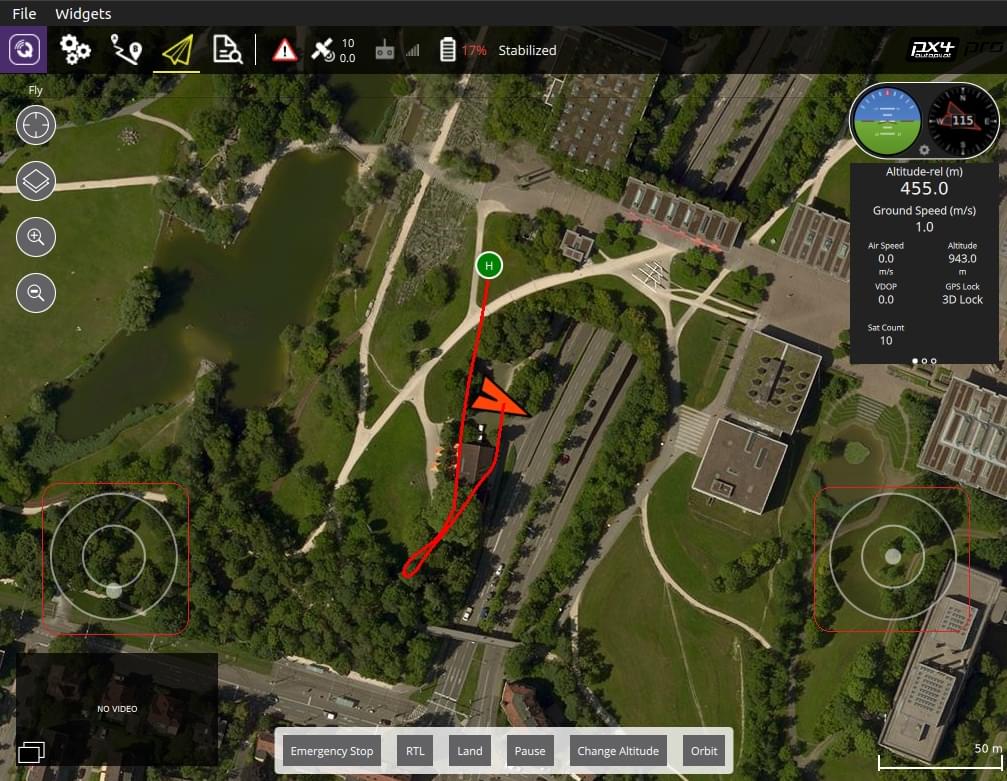 File Widgets
10
0.0
17% Stabilized
px4 pro
autopilot
Fly
N
W 115 E
S
Altitude-rel (m)
455.0
Ground Speed (m/s)
1.0
Air Speed Altitude
0.0 943.0
m/s m
VDOP GPS Lock
0.0 3D Lock
Sat Count
10
H
NO VIDEO
Emergency Stop RTL Land Pause Change Altitude Orbit
50 m